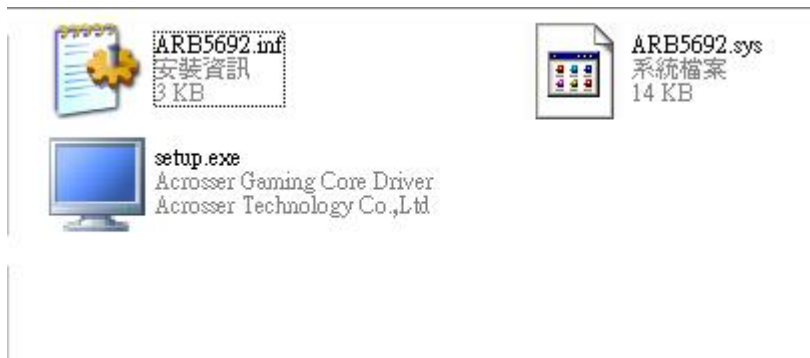 ARB5692.inf
安裝資訊
3 KB
ARB5692.sys
系統檔案
14 KB
setup.exe
Acrosser Gaming Core Driver
Acrosser Technology Co.,Ltd